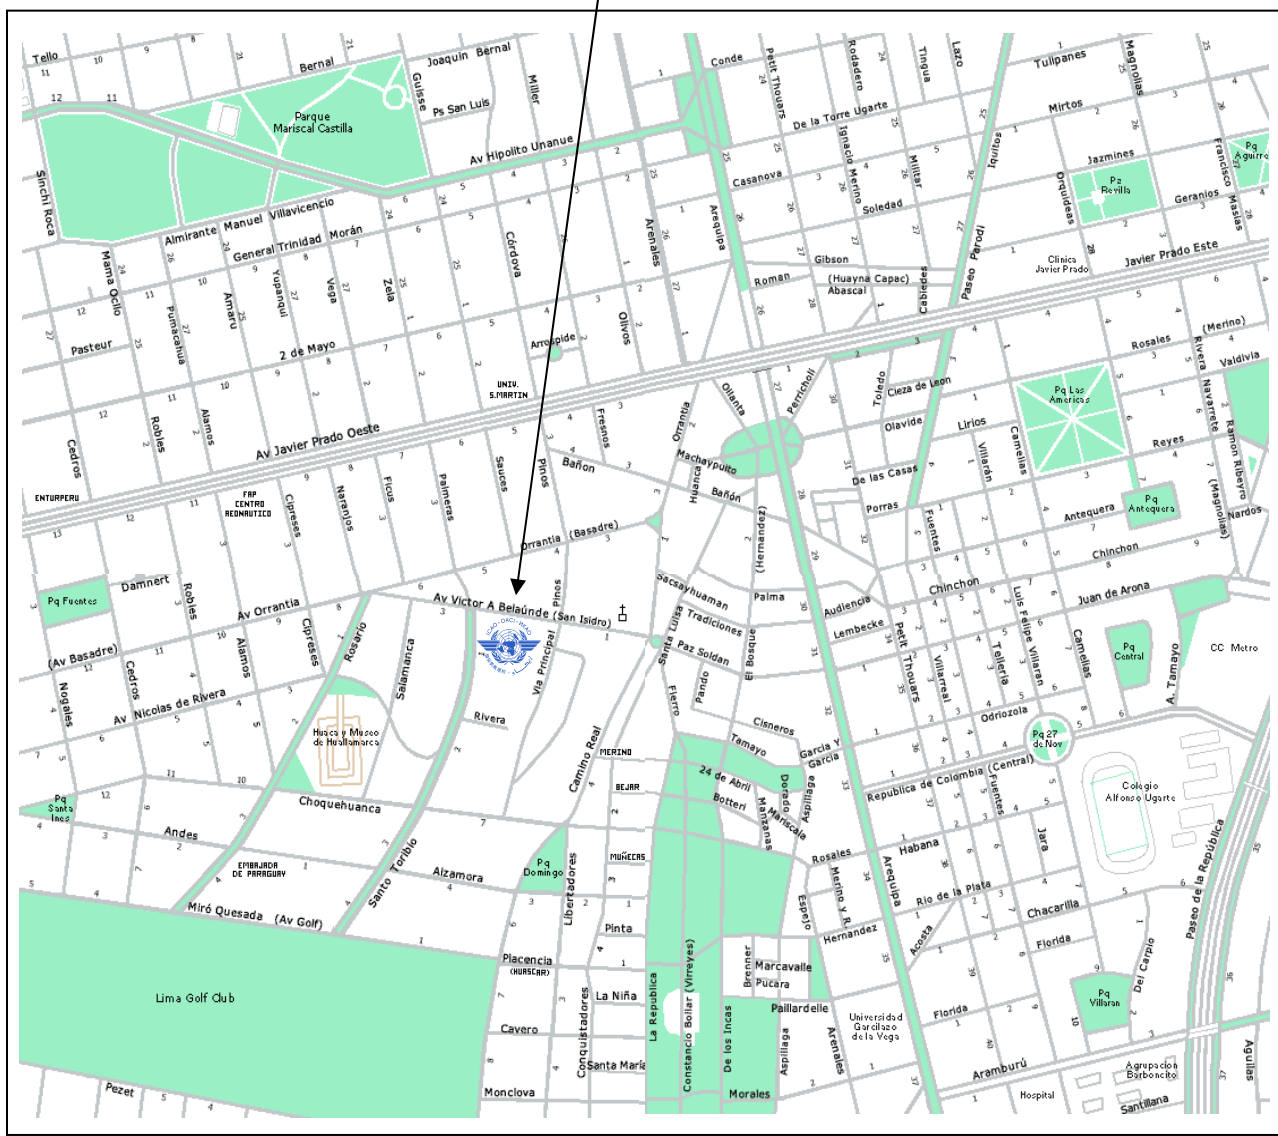 Tello
Bernal
Joaquin Bernal
Guisse
Miller
Ps San Luis
Parque
Mariscal Castilla
Av Hipolito Unanue
Conde
Petit Thouars
Rodadero
Tingua
Lazo
Tulipanes
Magnolias
Mirtos
De la Torre Ugarte
Ignacio Merino
Militar
Iquitos
Casanova
Soledad
Jazmines
Pz
Revilla
Geranios
Orquideas
Francisco Masias
Pq
Aguirre
Sinchi Roca
Almirante Manuel Villavicencio
General Trinidad Morán
Mama Ocllo
Pumacahua
Amaru
Yupanqui
Vega
Zela
Córdova
Arenales
Arequipa
Gibson
Roman
(Huayna Capac)
Abascal
Cabiedes
Paseo Parodi
Clinica
Javier Prado
Javier Prado Este
Pasteur
2 de Mayo
Arrospide
Olivos
Rosales
(Merino)
Rivera
Navarrete
(Magnolias)
Valdivia
UNIV.
S.MARTIN
Av Javier Prado Oeste
Fresnos
Orrantia
Ollanta
Perricholi
Toledo
Cieza de Leon
Olavide
Lirios
Villarán
Camelias
Pq Las
Americas
Reyes
Ramon Ribeyro
Cedros
Robles
Alamos
ENTURPERU
FAP
CENTRO
AEONAUTICO
Cipreses
Naranjos
Ficus
Palmeras
Sauces
Pinos
Bañon
Machaypuito
Huanca
Bañón
De las Casas
Porras
Antequera
Pq
Antequera
Nardos
Orrantia (Basadre)
(Hernandez)
Fuentes
Chinchon
Chinchon
Pq Fuentes
Damnert
Robles
Av Orrantia
Av Victor A Belaúnde (San Isidro)
Pinos
Sacsayhuaman
Palma
Audiencia
Lembecke
Tradiciones
Paz Soldan
Juan de Arona
Luis Felipe Villaran
(Av Basadre)
Nogales
Cedros
Alamos
Cipreses
Rosario
Salamanca
ICAO · OACI · ИКАО
Via Principal
Santa Luisa
El Bosque
Petit Thouars
Villarreal
Telleria
Camelias
Pq
Central
A. Tamayo
CC Metro
Av Nicolas de Rivera
Rivera
Huaca y Museo
de Huallamarca
Camino Real
Fierro
Pando
Cisneros
Odriozola
Pq 27
de Nov
MERINO
Tamayo
Garcia Y
Garcia
24 de Abril
Dorado
Aspillaga
Republica de Colombia (Central)
BEJAR
Botteri
Manzanas
Mariscala
Fuentes
Colegio
Alfonso Ugarte
Pq
Santa
Ines
Choquehuanca
Andes
Habana
Jara
Rosales
EMBAJADA
DE PARAGUAY
Santo Toribio
Alzamora
Pq
Domingo
Libertadores
MUÑECAS
Miró Quesada (Av Golf)
Espejo
Merino y R.
Arequipa
Rio de la Plata
Chacarilla
Paseo de la República
Pinta
Hernandez
Acosta
Florida
Del Carpio
Placencia
(HUASCAR)
Brenner
Marcavalle
Pucara
Lima Golf Club
La Niña
Conquistadores
La Republica
Constancio Bollar (Virreyes)
De los Incas
Paillardelle
Universidad
Garcilazo
de la Vega
Florida
Pq
Villaran
Cavero
Santa Maria
Aspillaga
Arenales
Aramburú
Agrupacion
Barboncito
Aguilas
Pezet
Monclova
Morales
Hospital
Santillana